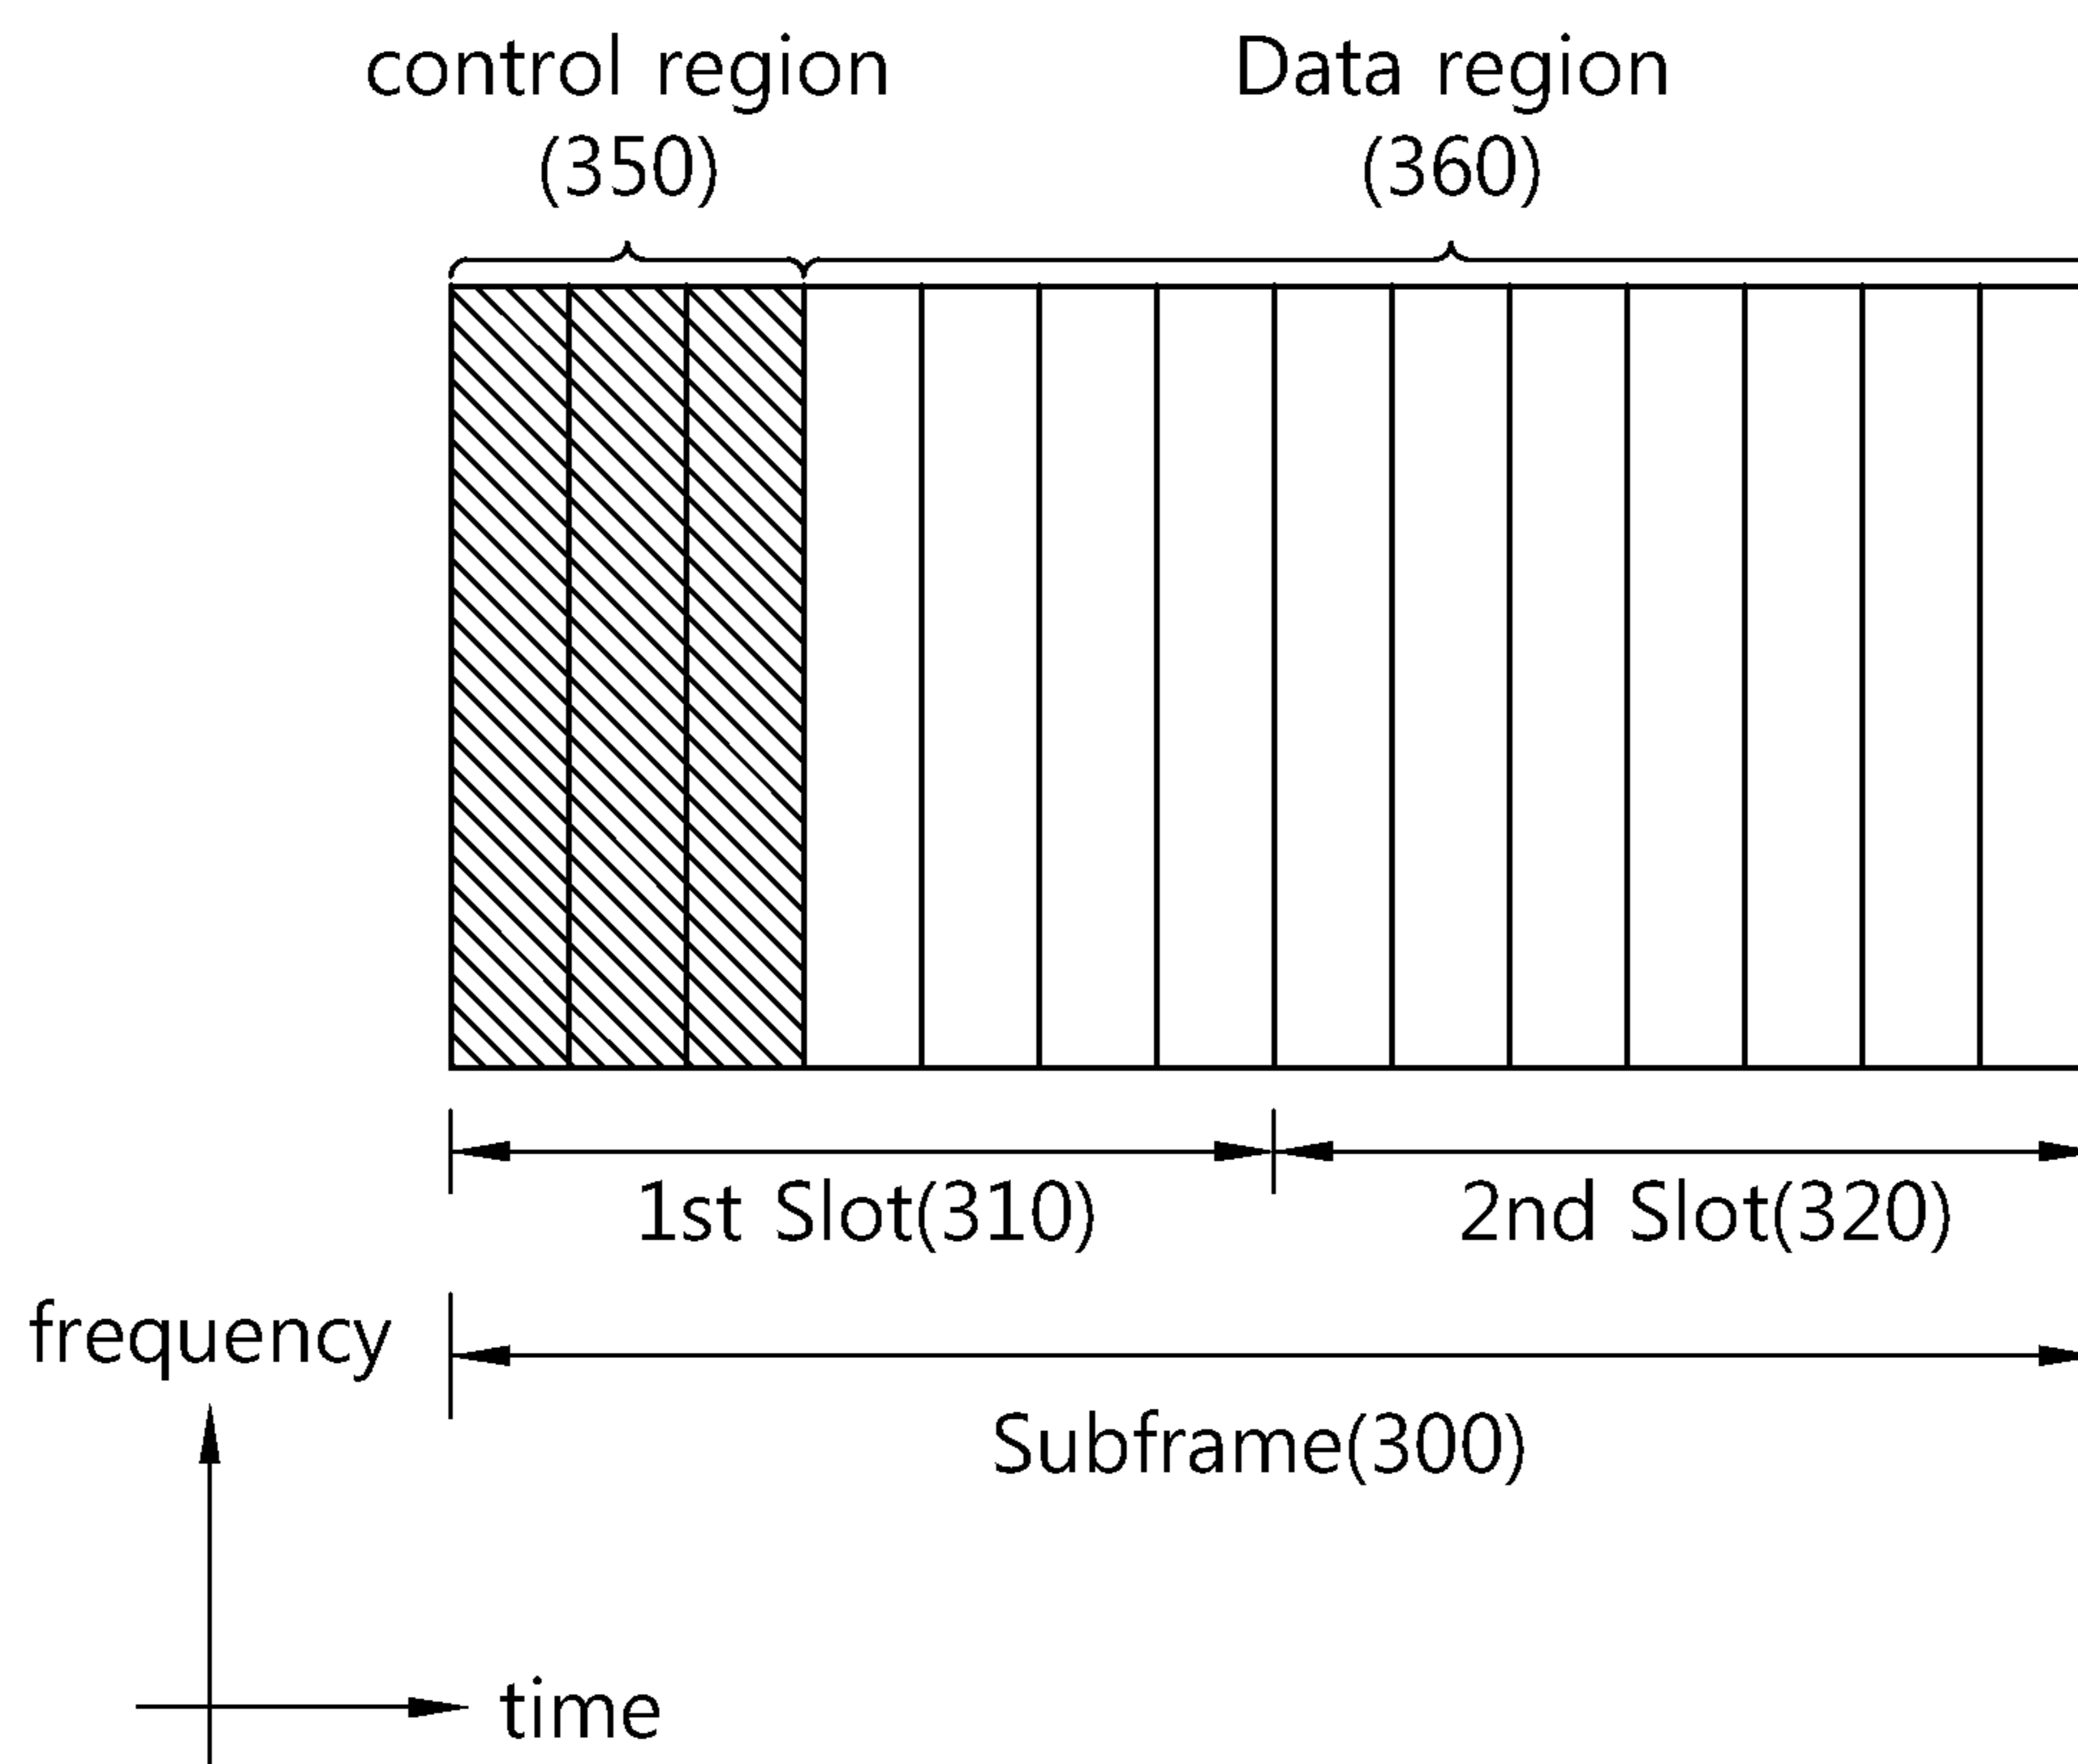 control region
(350)
Data region
(360)
1st Slot(310)
2nd Slot(320)
Subframe(300)
frequency
time